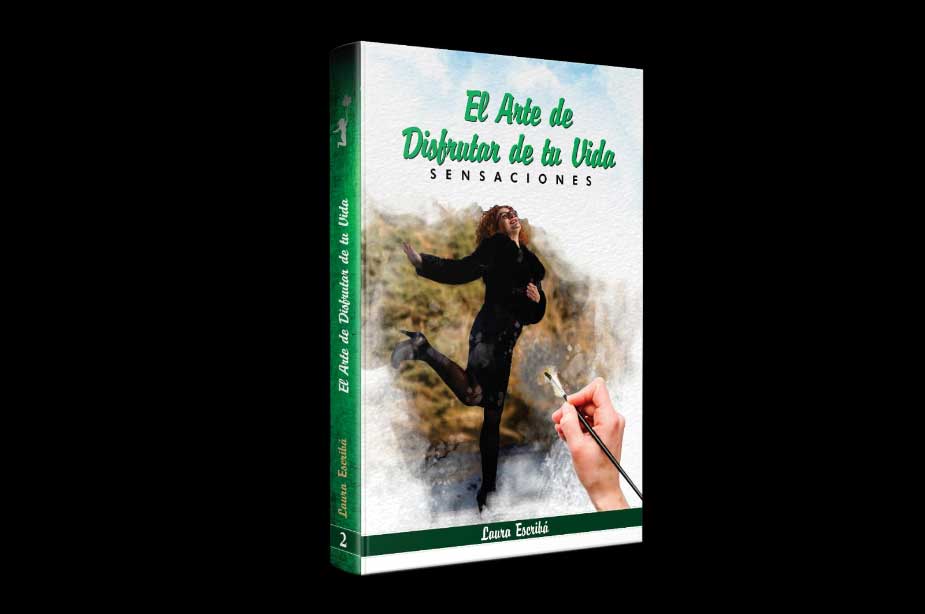 El Arte de
Disfrutar de tu Vida
SENSACIONES
Laura Escribá
El Arte de Disfrutar de tu Vida
Laura Escribá
2